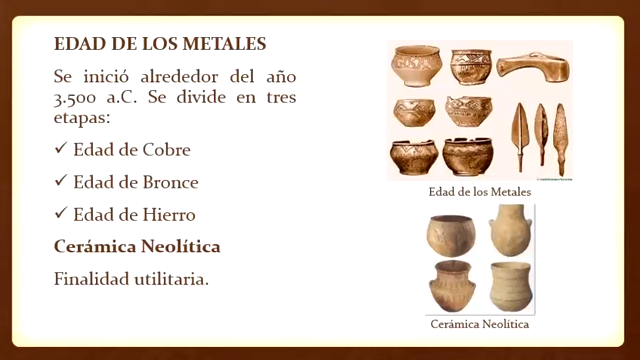 EDAD DE LOS METALES
Se inició alrededor del año
3.500 a.C. Se divide en tres
etapas:
✓ Edad de Cobre
✓ Edad de Bronce
✓ Edad de Hierro
Cerámica Neolítica
Finalidad utilitaria.
Edad de los Metales
Cerámica Neolítica